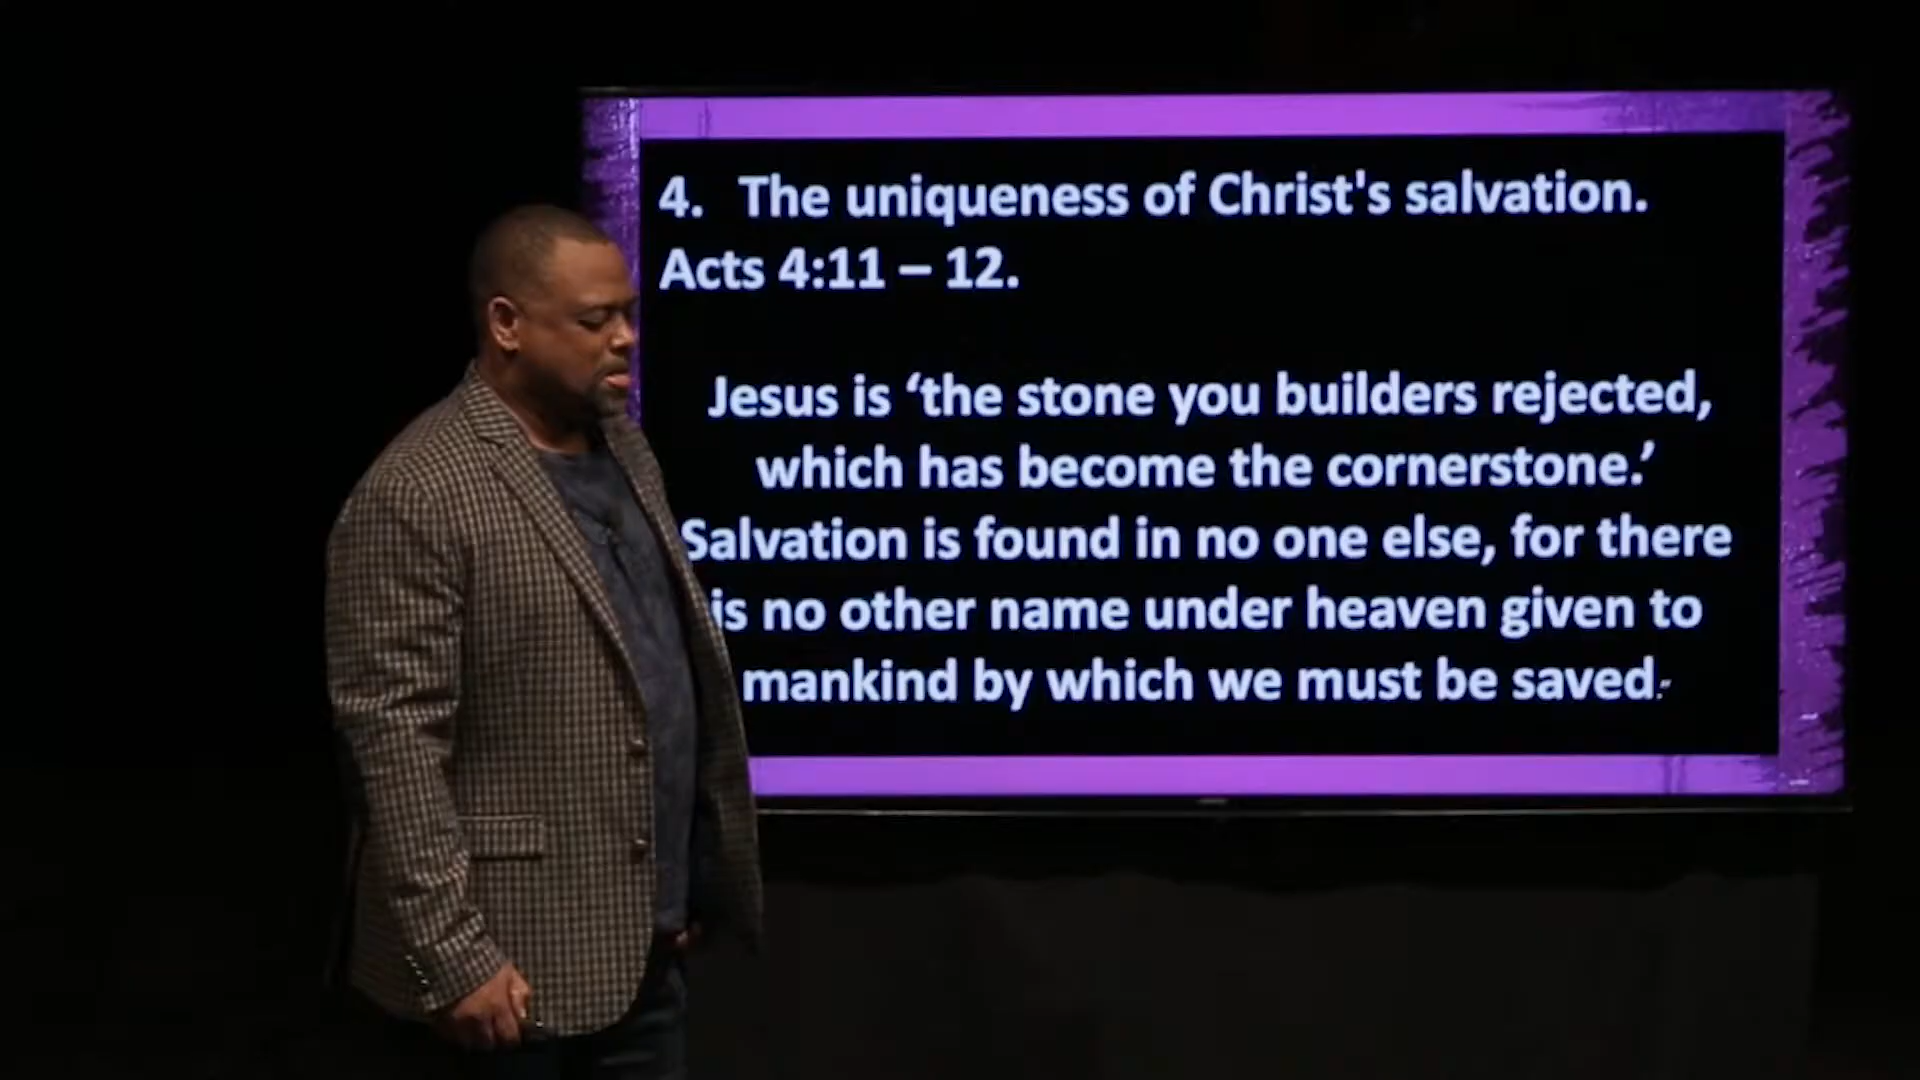 4. The uniqueness of Christ's salvation.
Acts 4:11 – 12.
Jesus is ‘the stone you builders rejected,
which has become the cornerstone.’
Salvation is found in no one else, for there
is no other name under heaven given to
mankind by which we must be saved.”